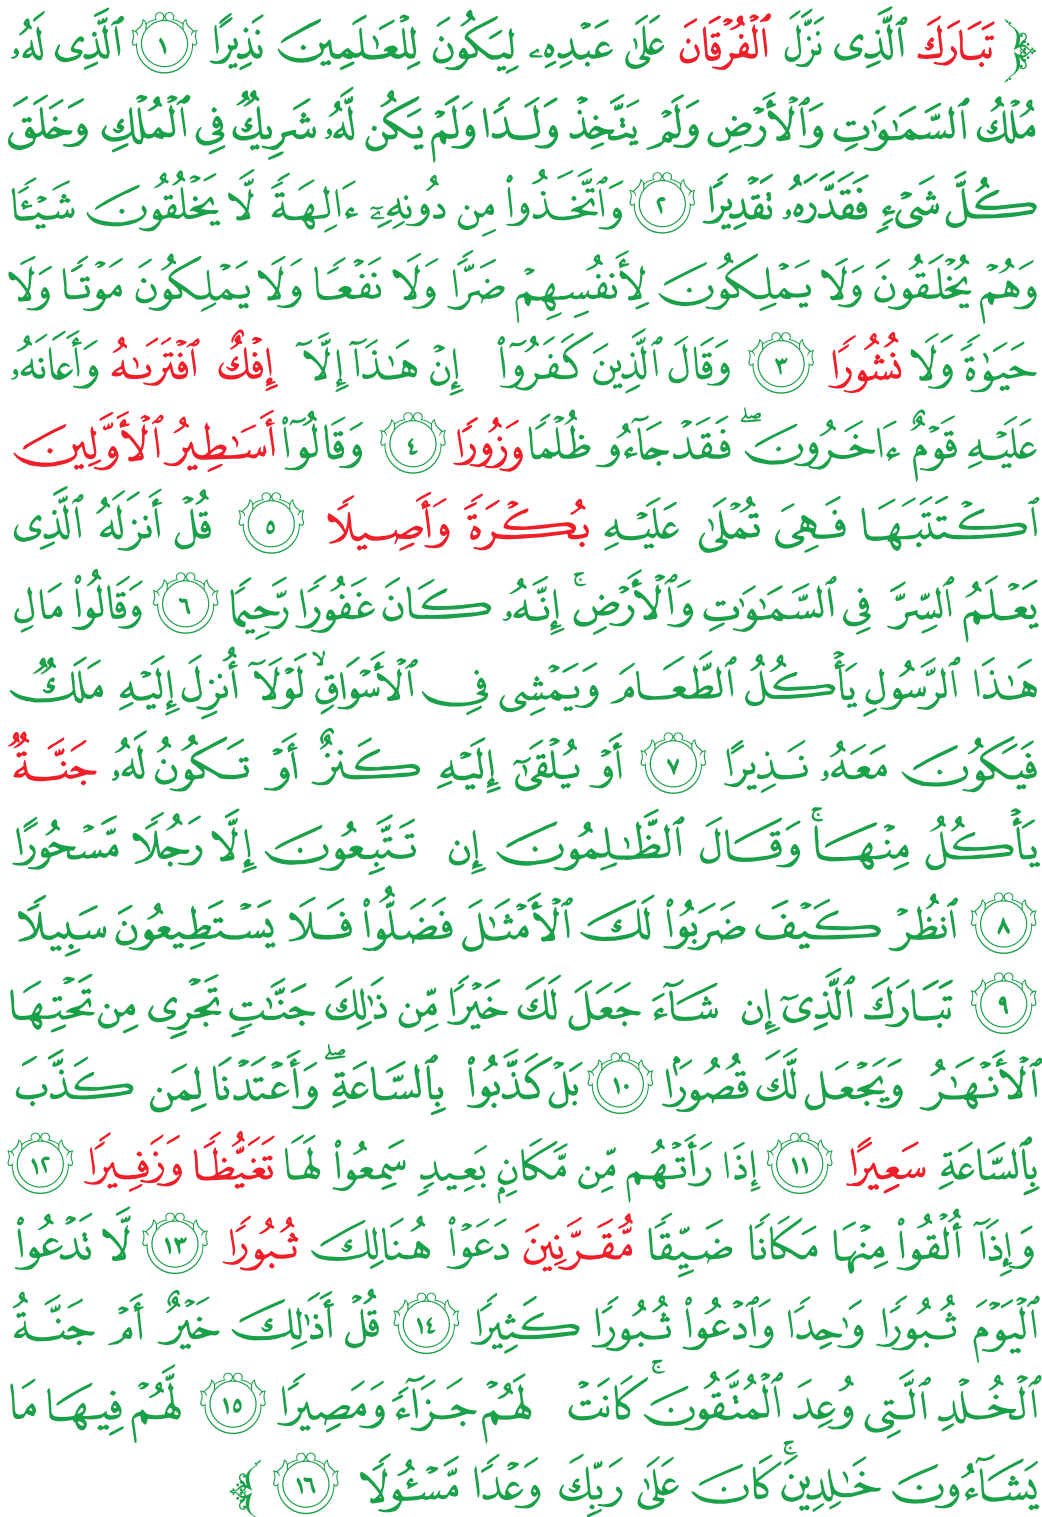 ﴿ تَبَارَكَ ٱلَّذِى نَزَّلَ ٱلْفُرْقَانَ عَلَىٰ عَبْدِهِۦ لِيَكُونَ لِلْعَـٰلَمِينَ نَذِيرًا ١ ٱلَّذِى لَهُۥ
مُلْكُ ٱلسَّمَـٰوَٰتِ وَٱلْأَرْضِ وَلَمْ يَتَّخِذْ وَلَدًا وَلَمْ يَكُن لَّهُۥ شَرِيكٌ فِى ٱلْمُلْكِ وَخَلَقَ
كُلَّ شَىْءٍ فَقَدَّرَهُۥ تَقْدِيرًا ٢ وَٱتَّخَذُوا۟ مِن دُونِهِۦٓ ءَالِهَةً لَّا يَخْلُقُونَ شَيْـًٔا
وَهُمْ يُخْلَقُونَ وَلَا يَمْلِكُونَ لِأَنفُسِهِمْ ضَرًّا وَلَا نَفْعًا وَلَا يَمْلِكُونَ مَوْتًا وَلَا
حَيَوٰةً وَلَا نُشُورًا ٣ وَقَالَ ٱلَّذِينَ كَفَرُوٓا۟ إِنْ هَـٰذَآ إِلَّآ إِفْكٌ ٱفْتَرَىٰهُ وَأَعَانَهُۥ
عَلَيْهِ قَوْمٌ ءَاخَرُونَ ۖ فَقَدْ جَآءُو ظُلْمًا وَزُورًا ٤ وَقَالُوٓا۟ أَسَـٰطِيرُ ٱلْأَوَّلِينَ
ٱكْتَتَبَهَا فَهِىَ تُمْلَىٰ عَلَيْهِ بُكْرَةً وَأَصِيلًا ٥ قُلْ أَنزَلَهُ ٱلَّذِى
يَعْلَمُ ٱلسِّرَّ فِى ٱلسَّمَـٰوَٰتِ وَٱلْأَرْضِ ۚ إِنَّهُۥ كَانَ غَفُورًا رَّحِيمًا ٦ وَقَالُوا۟ مَالِ
هَـٰذَا ٱلرَّسُولِ يَأْكُلُ ٱلطَّعَامَ وَيَمْشِى فِى ٱلْأَسْوَاقِ ۙ لَوْلَآ أُنزِلَ إِلَيْهِ مَلَكٌ
فَيَكُونَ مَعَهُۥ نَذِيرًا ٧ أَوْ يُلْقَىٰٓ إِلَيْهِ كَنزٌ أَوْ تَكُونُ لَهُۥ جَنَّةٌ
يَأْكُلُ مِنْهَا ۚ وَقَالَ ٱلظَّـٰلِمُونَ إِن تَتَّبِعُونَ إِلَّا رَجُلًا مَّسْحُورًا
٨ ٱنظُرْ كَيْفَ ضَرَبُوا۟ لَكَ ٱلْأَمْثَـٰلَ فَضَلُّوا۟ فَلَا يَسْتَطِيعُونَ سَبِيلًا
٩ تَبَارَكَ ٱلَّذِىٓ إِن شَآءَ جَعَلَ لَكَ خَيْرًا مِّن ذَٰلِكَ جَنَّـٰتٍ تَجْرِى مِن تَحْتِهَا
ٱلْأَنْهَـٰرُ وَيَجْعَل لَّكَ قُصُورًۢا ١٠ بَلْ كَذَّبُوا۟ بِٱلسَّاعَةِ ۖ وَأَعْتَدْنَا لِمَن كَذَّبَ
بِٱلسَّاعَةِ سَعِيرًا ١١ إِذَا رَأَتْهُم مِّن مَّكَانٍۭ بَعِيدٍ سَمِعُوا۟ لَهَا تَغَيُّظًا وَزَفِيرًا ١٢
وَإِذَآ أُلْقُوا۟ مِنْهَا مَكَانًا ضَيِّقًا مُّقَرَّنِينَ دَعَوْا۟ هُنَالِكَ ثُبُورًا ١٣ لَّا تَدْعُوا۟
ٱلْيَوْمَ ثُبُورًا وَٰحِدًا وَٱدْعُوا۟ ثُبُورًا كَثِيرًا ١٤ قُلْ أَذَٰلِكَ خَيْرٌ أَمْ جَنَّةُ
ٱلْخُلْدِ ٱلَّتِى وُعِدَ ٱلْمُتَّقُونَ ۚ كَانَتْ لَهُمْ جَزَآءً وَمَصِيرًا ١٥ لَّهُمْ فِيهَا مَا
يَشَآءُونَ خَـٰلِدِينَ ۚ كَانَ عَلَىٰ رَبِّكَ وَعْدًا مَّسْـُٔولًا ١٦ ﴾